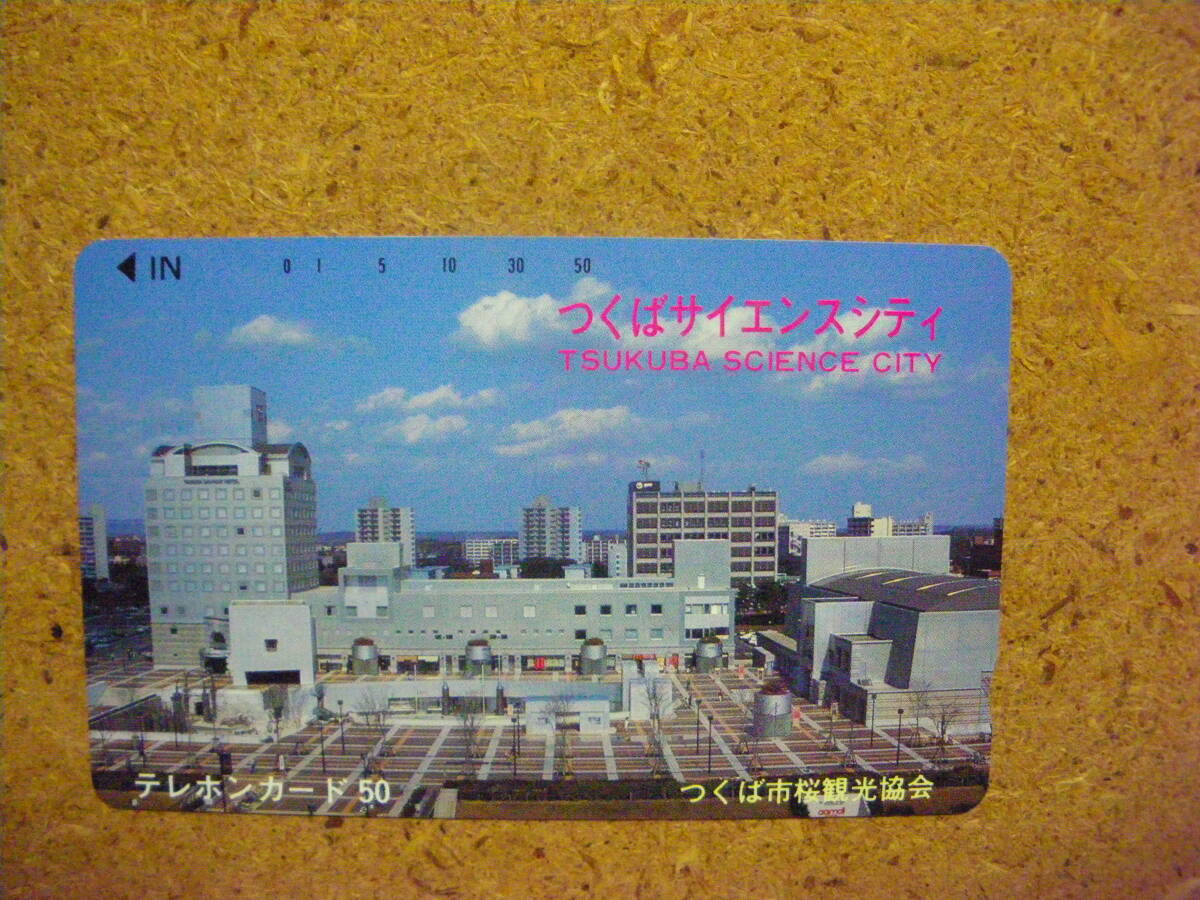 ◀ IN 0 1 5 10 30 50
つくばサイエンスシティ
TSUKUBA SCIENCE CITY
テレホンカード 50
つくば市桜観光協会